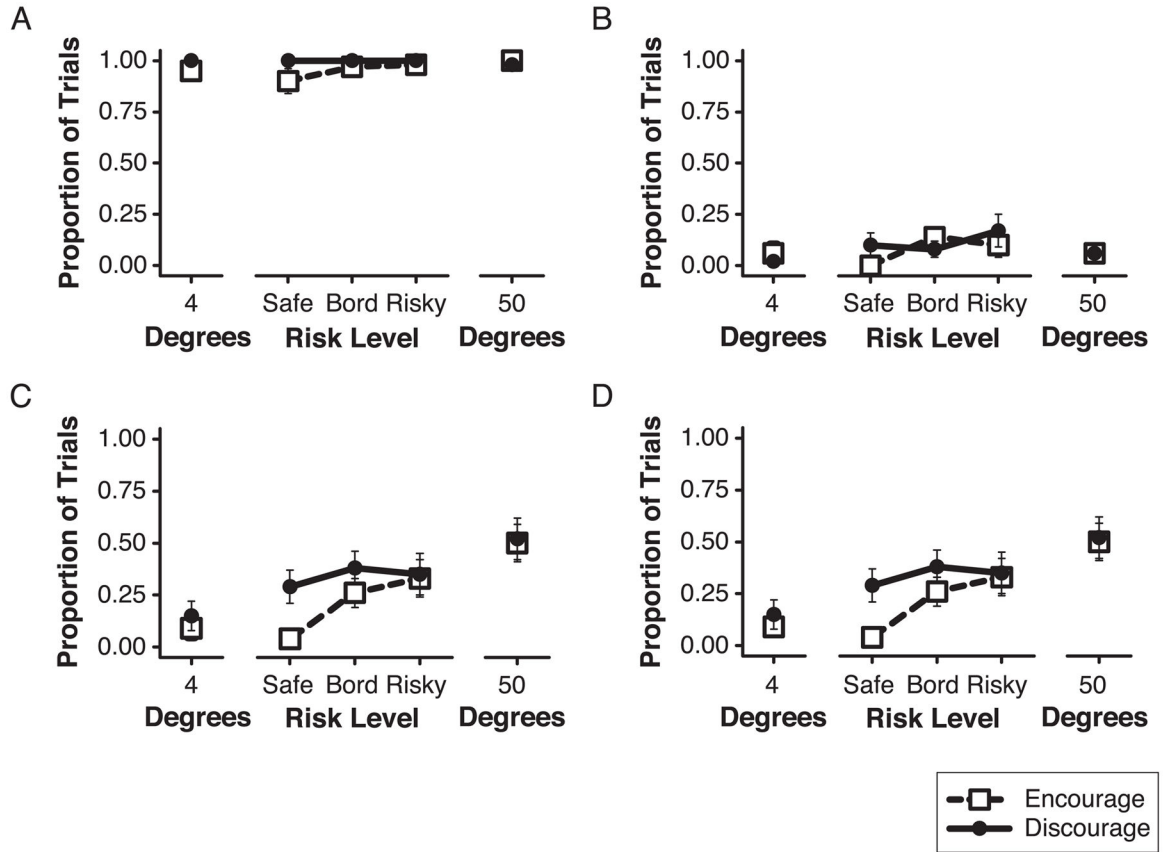 A
Proportion of Trials
1.00
0.75
0.50
0.25
0.00
4
Safe Bord Risky
50
Degrees
Risk Level
Degrees
B
Proportion of Trials
1.00
0.75
0.50
0.25
0.00
4
Safe Bord Risky
50
Degrees
Risk Level
Degrees
C
Proportion of Trials
1.00
0.75
0.50
0.25
0.00
4
Safe Bord Risky
50
Degrees
Risk Level
Degrees
D
Proportion of Trials
1.00
0.75
0.50
0.25
0.00
4
Safe Bord Risky
50
Degrees
Risk Level
Degrees
Encourage
Discourage